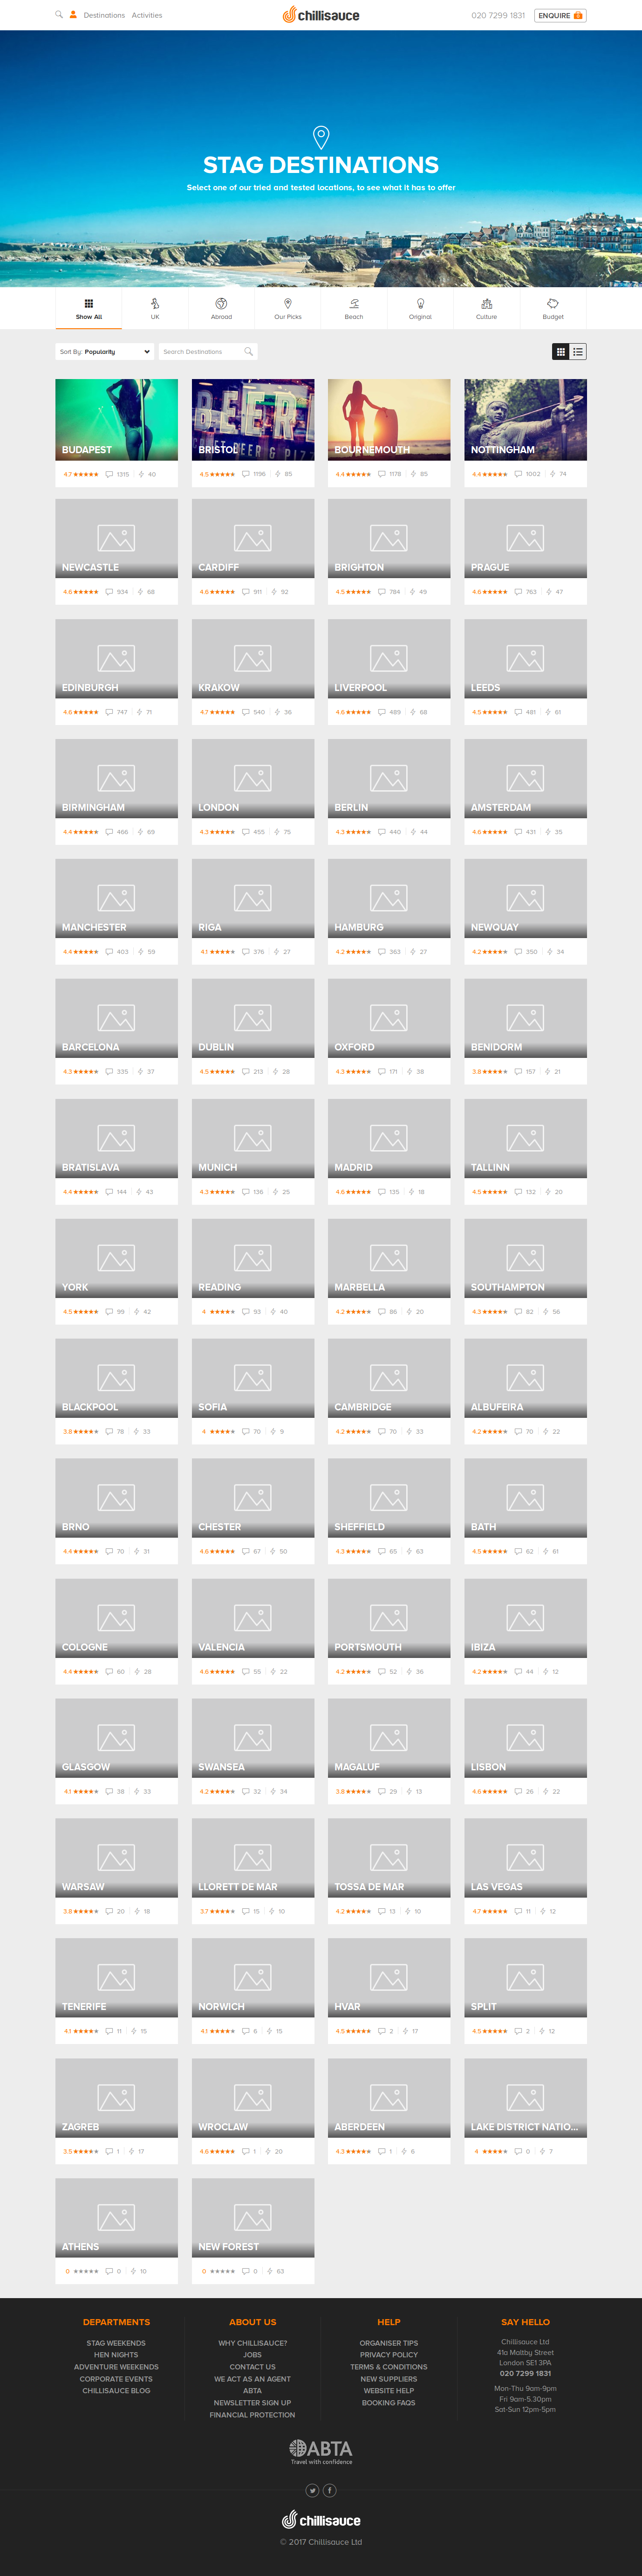 Destinations Activities chillisauce 020 7299 1831 ENQUIRE
STAG DESTINATIONS
Select one of our tried and tested locations, to see what it has to offer
Show All UK Abroad Our Picks Beach Original Culture Budget
Sort By: Popularity Search Destinations
BEER
BUDAPEST BRISTOL BOURNEMOUTH NOTTINGHAM
4.7 1315 40 4.5 1196 85 4.4 1178 85 4.4 1002 74
NEWCASTLE CARDIFF BRIGHTON PRAGUE
4.6 934 68 4.6 911 92 4.5 784 49 4.6 763 47
EDINBURGH KRAKOW LIVERPOOL LEEDS
4.6 747 71 4.7 540 36 4.6 489 68 4.5 481 61
BIRMINGHAM LONDON BERLIN AMSTERDAM
4.4 466 69 4.3 455 75 4.3 440 44 4.6 431 35
MANCHESTER RIGA HAMBURG NEWQUAY
4.4 403 59 4.1 376 27 4.2 363 27 4.2 350 34
BARCELONA DUBLIN OXFORD BENIDORM
4.3 335 37 4.5 213 28 4.3 171 38 3.8 157 21
BRATISLAVA MUNICH MADRID TALLINN
4.4 144 43 4.3 136 25 4.6 135 18 4.5 132 20
YORK READING MARBELLA SOUTHAMPTON
4.5 99 42 4 93 40 4.2 86 20 4.3 82 56
BLACKPOOL SOFIA CAMBRIDGE ALBUFEIRA
3.8 78 33 4 70 9 4.2 70 33 4.2 70 22
BRNO CHESTER SHEFFIELD BATH
4.4 70 31 4.6 67 50 4.3 65 63 4.5 62 61
COLOGNE VALENCIA PORTSMOUTH IBIZA
4.4 60 28 4.6 55 22 4.2 52 36 4.2 44 12
GLASGOW SWANSEA MAGALUF LISBON
4.1 38 33 4.2 32 34 3.8 29 13 4.6 26 22
WARSAW LLORETT DE MAR TOSSA DE MAR LAS VEGAS
3.8 20 18 3.7 15 10 4.2 13 10 4.7 11 12
TENERIFE NORWICH HVAR SPLIT
4.1 11 15 4.1 6 15 4.5 2 17 4.5 2 12
ZAGREB WROCLAW ABERDEEN LAKE DISTRICT NATIO...
3.5 1 17 4.6 1 20 4.3 1 6 4 0 7
ATHENS NEW FOREST
0 0 10 0 0 63
DEPARTMENTS
STAG WEEKENDS
HEN NIGHTS
ADVENTURE WEEKENDS
CORPORATE EVENTS
CHILLISAUCE BLOG
ABOUT US
WHY CHILLISAUCE?
JOBS
CONTACT US
WE ACT AS AN AGENT
ABTA
NEWSLETTER SIGN UP
FINANCIAL PROTECTION
HELP
ORGANISER TIPS
PRIVACY POLICY
TERMS & CONDITIONS
NEW SUPPLIERS
WEBSITE HELP
BOOKING FAQS
SAY HELLO
Chillisauce Ltd
41a Maltby Street
London SE1 3PA
020 7299 1831
Mon-Thu 9am-9pm
Fri 9am-5.30pm
Sat-Sun 12pm-5pm
ABTA
Travel with confidence
chillisauce
© 2017 Chillisauce Ltd